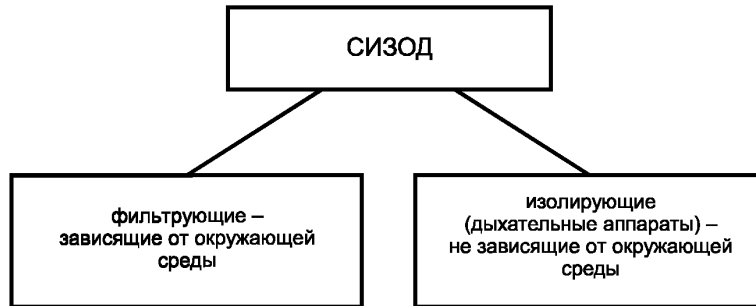 СИЗОД
фильтрующие –
зависящие от окружающей
среды
изолирующие
(дыхательные аппараты) –
не зависящие от окружающей
среды